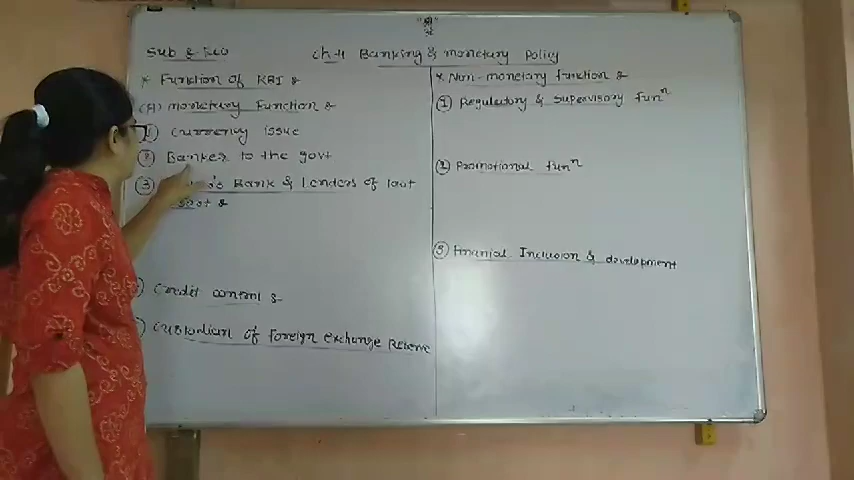 "श्री"
Sub : Eco
Ch-4 Banking & monetary Policy
* Function of RBI :
(A) monetary Function :
① Currency issue
② Banker to the govt
③ Bank & Lenders of last
Credit control :
Custodian of Foreign exchange Reserve
* Non-monetary function :
① Regulatory & supervisory funⁿ
② Promotional funⁿ
③ Financial Inclusion & development